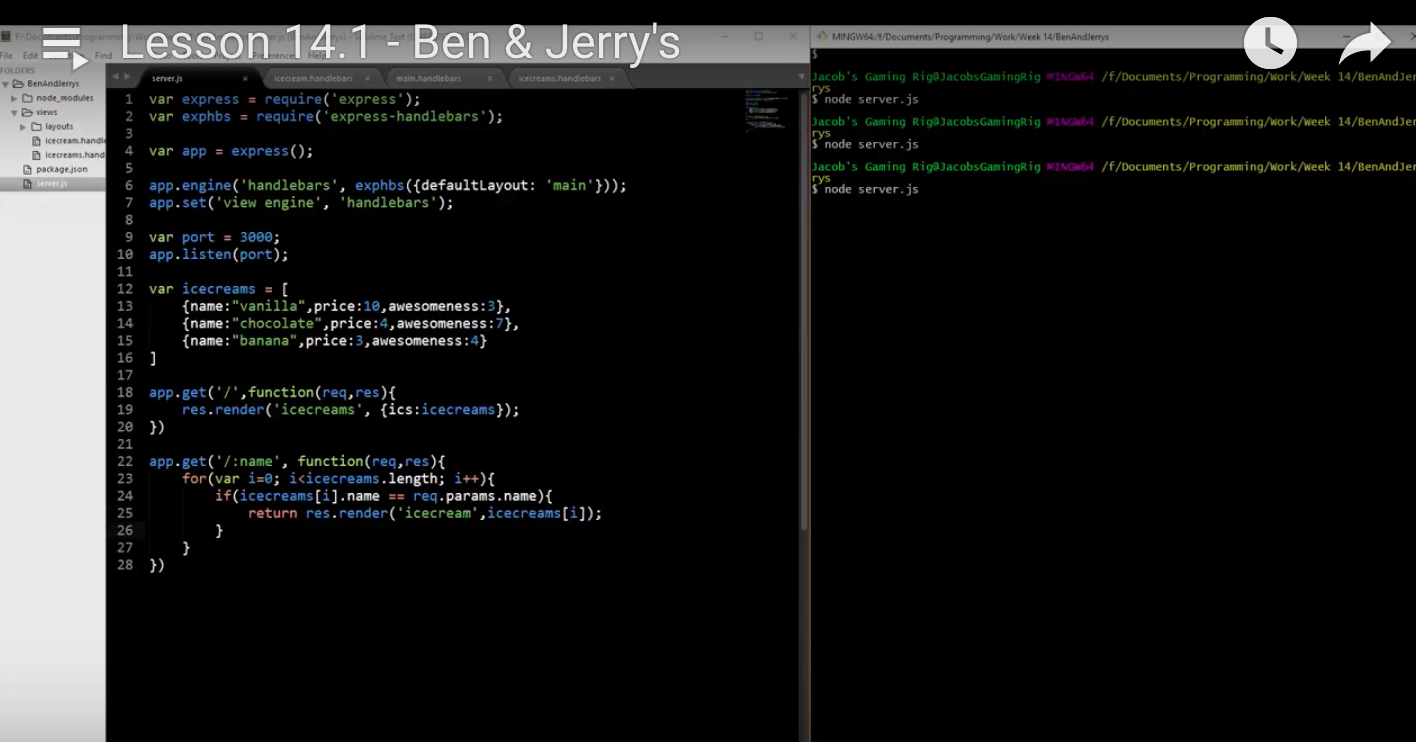 Lesson 14.1 - Ben & Jerry's
MINGW64:/f/Documents/Programming/Work/Week 14/BenAndJerrys
File Edit Find Preferences
FOLDERS
BenAndJerrys
node_modules
views
layouts
icecream.handle
icecreams.hand
package.json
server.js
server.js
icecream.handlebars
main.handlebars
icecreams.handlebars
1 var express = require('express');
2 var exphbs = require('express-handlebars');
3
4 var app = express();
5
6 app.engine('handlebars', exphbs({defaultLayout: 'main'}));
7 app.set('view engine', 'handlebars');
8
9 var port = 3000;
10 app.listen(port);
11
12 var icecreams = [
13 {name:"vanilla",price:10,awesomeness:3},
14 {name:"chocolate",price:4,awesomeness:7},
15 {name:"banana",price:3,awesomeness:4}
16 ]
17
18 app.get('/',function(req,res){
19 res.render('icecreams', {ics:icecreams});
20 })
21
22 app.get('/:name', function(req,res){
23 for(var i=0; i<icecreams.length; i++){
24 if(icecreams[i].name == req.params.name){
25 return res.render('icecream',icecreams[i]);
26 }
27 }
28 })
$
Jacob's Gaming Rig@JacobsGamingRig MINGW64 /f/Documents/Programming/Work/Week 14/BenAndJer
rys
$ node server.js
Jacob's Gaming Rig@JacobsGamingRig MINGW64 /f/Documents/Programming/Work/Week 14/BenAndJer
rys
$ node server.js
Jacob's Gaming Rig@JacobsGamingRig MINGW64 /f/Documents/Programming/Work/Week 14/BenAndJer
rys
$ node server.js